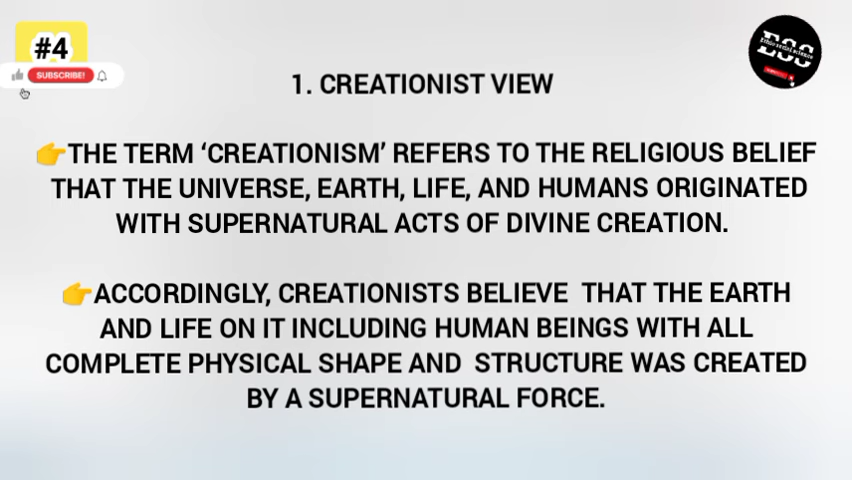 #4
SUBSCRIBE!
ESS
1. CREATIONIST VIEW
👉THE TERM ‘CREATIONISM’ REFERS TO THE RELIGIOUS BELIEF
THAT THE UNIVERSE, EARTH, LIFE, AND HUMANS ORIGINATED
WITH SUPERNATURAL ACTS OF DIVINE CREATION.
👉ACCORDINGLY, CREATIONISTS BELIEVE  THAT THE EARTH
AND LIFE ON IT INCLUDING HUMAN BEINGS WITH ALL
COMPLETE PHYSICAL SHAPE AND  STRUCTURE WAS CREATED
BY A SUPERNATURAL FORCE.